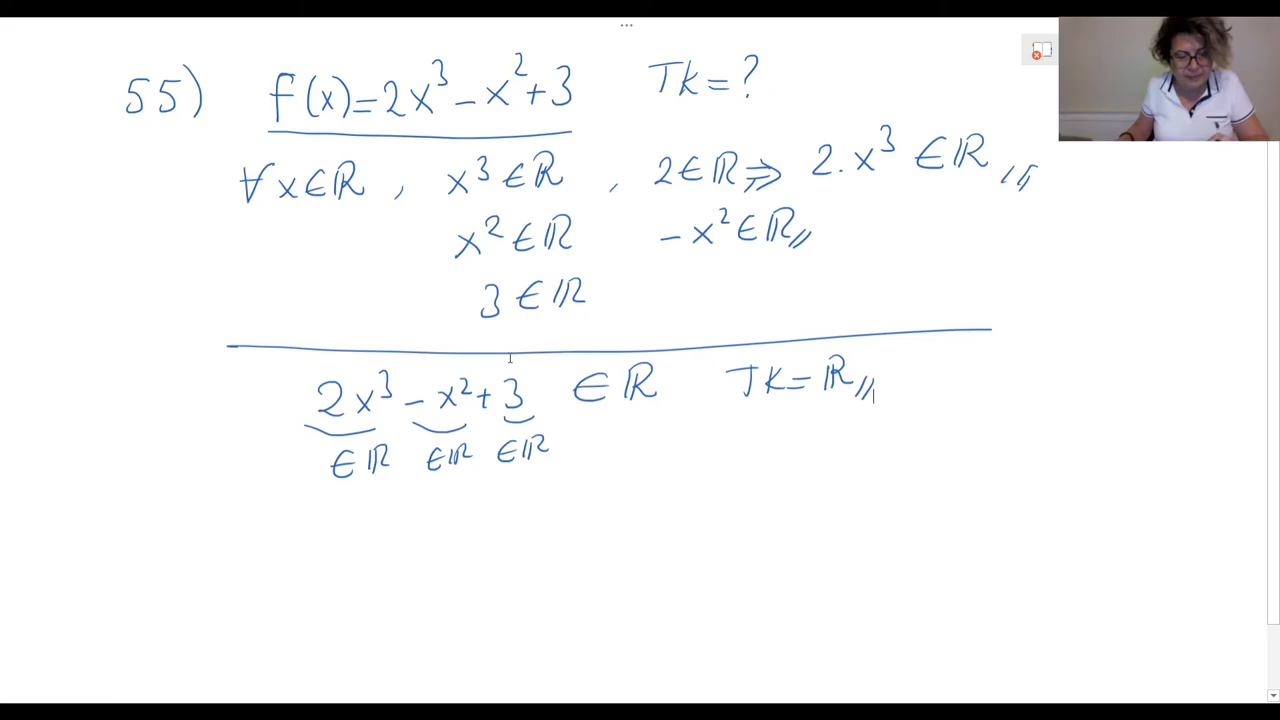 55) f(x)=2x³-x²+3 TK=?
∀x∈ℝ, x³∈ℝ, 2∈ℝ⇒ 2.x³∈ℝ//
x²∈ℝ -x²∈ℝ//
3∈ℝ
2x³-x²+3 ∈ℝ TK=ℝ//
∈ℝ ∈ℝ ∈ℝ